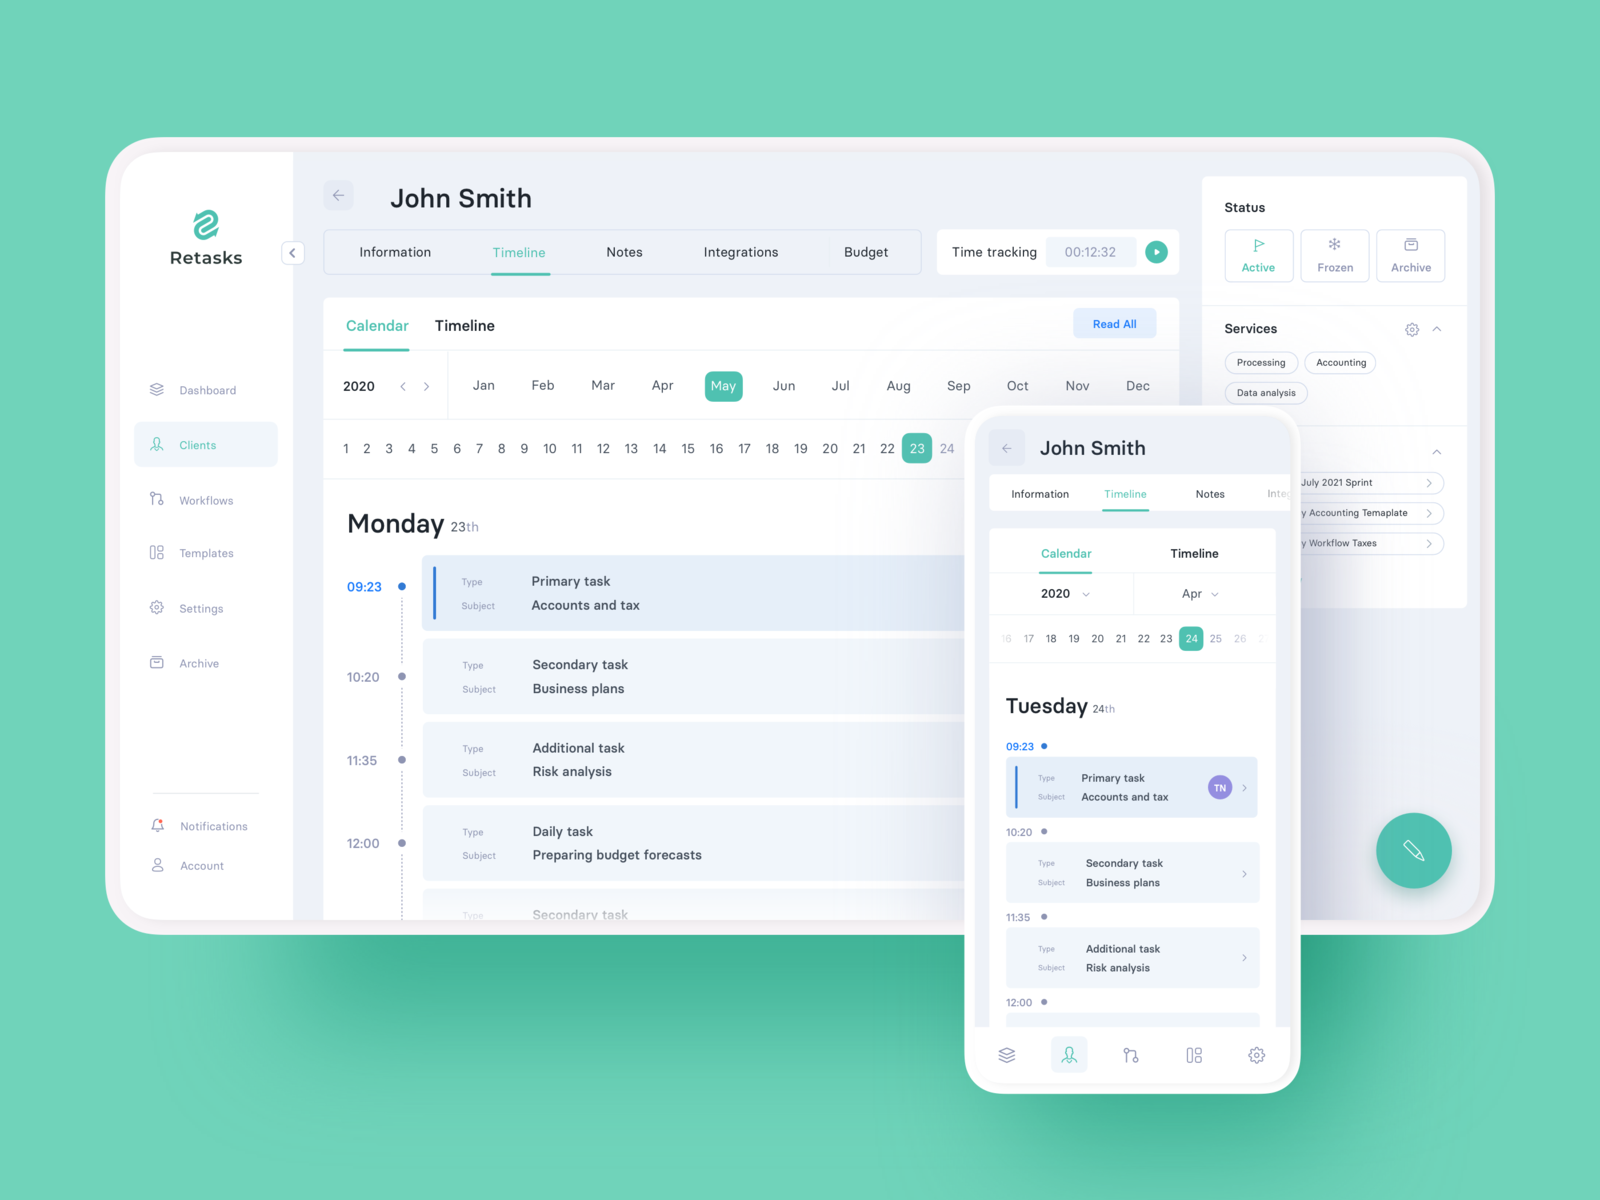 Retasks
Dashboard
Clients
Workflows
Templates
Settings
Archive
Notifications
Account
John Smith
Information Timeline Notes Integrations Budget
Time tracking 00:12:32
Calendar Timeline
Read All
2020 Jan Feb Mar Apr May Jun Jul Aug Sep Oct Nov Dec
1 2 3 4 5 6 7 8 9 10 11 12 13 14 15 16 17 18 19 20 21 22 23 24
Monday 23th
09:23
Type Primary task
Subject Accounts and tax
10:20
Type Secondary task
Subject Business plans
11:35
Type Additional task
Subject Risk analysis
12:00
Type Daily task
Subject Preparing budget forecasts
Type Secondary task
Status
Active Frozen Archive
Services
Processing Accounting
Data analysis
July 2021 Sprint
y Accounting Temaplate
y Workflow Taxes
John Smith
Information Timeline Notes Integ
Calendar Timeline
2020 Apr
16 17 18 19 20 21 22 23 24 25 26 2
Tuesday 24th
09:23
Type Primary task
Subject Accounts and tax
TN
10:20
Type Secondary task
Subject Business plans
11:35
Type Additional task
Subject Risk analysis
12:00